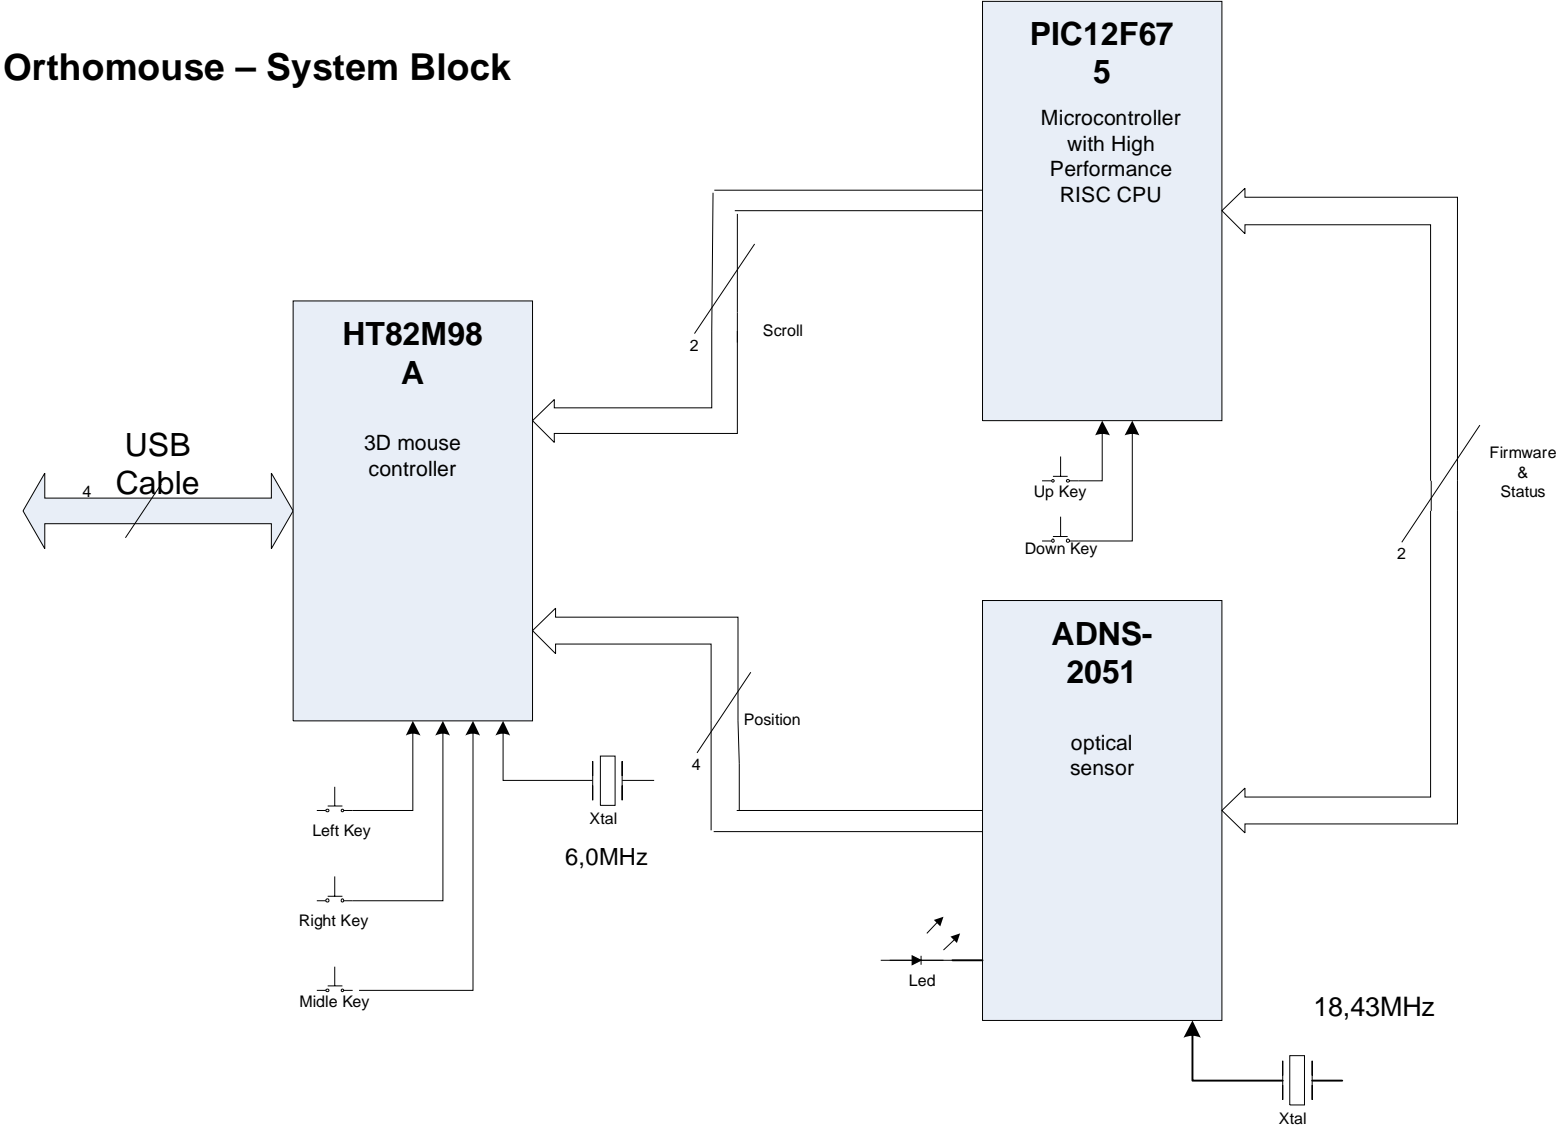 Orthomouse – System Block
PIC12F67
5
Microcontroller
with High
Performance
RISC CPU
HT82M98
A
3D mouse
controller
USB
Cable
4
2
Scroll
Up Key
Down Key
Firmware
&
Status
2
ADNS-
2051
optical
sensor
Position
4
Left Key
Right Key
Midle Key
Xtal
6,0MHz
Led
18,43MHz
Xtal